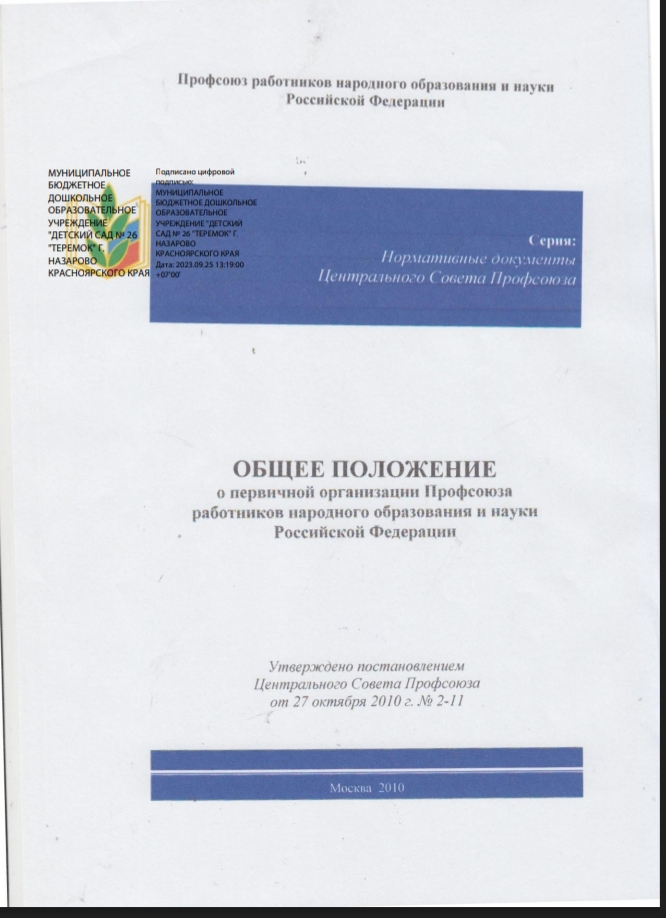 Профсоюз работников народного образования и науки
Российской Федерации
МУНИЦИПАЛЬНОЕ
БЮДЖЕТНОЕ
ДОШКОЛЬНОЕ
ОБРАЗОВАТЕЛЬНОЕ
УЧРЕЖДЕНИЕ
"ДЕТСКИЙ САД № 26
"ТЕРЕМОК" Г.
НАЗАРОВО
КРАСНОЯРСКОГО КРАЯ
Подписано цифровой
подписью:
МУНИЦИПАЛЬНОЕ
БЮДЖЕТНОЕ ДОШКОЛЬНОЕ
ОБРАЗОВАТЕЛЬНОЕ
УЧРЕЖДЕНИЕ "ДЕТСКИЙ
САД № 26 "ТЕРЕМОК" Г.
НАЗАРОВО
КРАСНОЯРСКОГО КРАЯ
Дата: 2023.09.25 13:19:00
+07'00'
Серия:
Нормативные документы
Центрального Совета Профсоюза
ОБЩЕЕ ПОЛОЖЕНИЕ
о первичной организации Профсоюза
работников народного образования и науки
Российской Федерации
Утверждено постановлением
Центрального Совета Профсоюза
от 27 октября 2010 г. № 2-11
Москва 2010